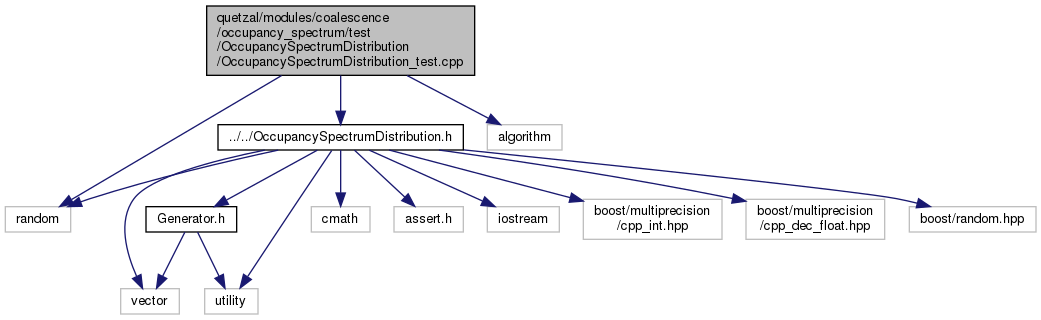 quetzal/modules/coalescence
/occupancy_spectrum/test
/OccupancySpectrumDistribution
/OccupancySpectrumDistribution_test.cpp
../../OccupancySpectrumDistribution.h
algorithm
random
Generator.h
cmath
assert.h
iostream
boost/multiprecision
/cpp_int.hpp
boost/multiprecision
/cpp_dec_float.hpp
boost/random.hpp
vector
utility